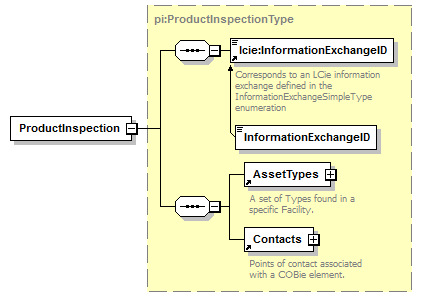 pi:ProductInspectionType
lcie:InformationExchangeID
Corresponds to an LCie information
exchange defined in the
InformationExchangeSimpleType
enumeration
ProductInspection
InformationExchangeID
AssetTypes
A set of Types found in a
specific Facility.
Contacts
Points of contact associated
with a COBie element.